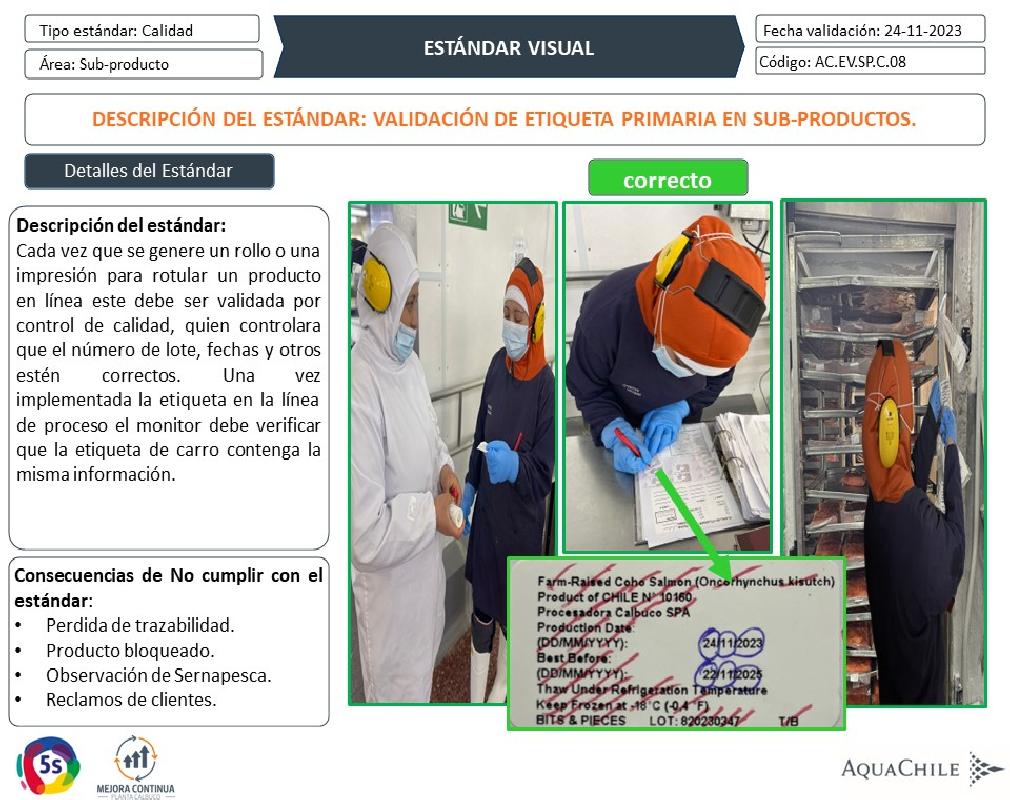 Tipo estándar: Calidad
Área: Sub-producto
ESTÁNDAR VISUAL
Fecha validación: 24-11-2023
Código: AC.EV.SP.C.08
DESCRIPCIÓN DEL ESTÁNDAR: VALIDACIÓN DE ETIQUETA PRIMARIA EN SUB-PRODUCTOS.
Detalles del Estándar
correcto
Descripción del estándar:
Cada vez que se genere un rollo o una
impresión para rotular un producto
en línea este debe ser validada por
control de calidad, quien controlara
que el número de lote, fechas y otros
estén correctos. Una vez
implementada la etiqueta en la línea
de proceso el monitor debe verificar
que la etiqueta de carro contenga la
misma información.
Consecuencias de No cumplir con el
estándar:
• Perdida de trazabilidad.
• Producto bloqueado.
• Observación de Sernapesca.
• Reclamos de clientes.
Farm-Raised Coho Salmon (Oncorhynchus kisutch)
Product of CHILE N° 10160
Procesadora Calbuco SPA
Production Date:
(DD/MM/YYYY): 24/11/2023
Best Before:
(DD/MM/YYYY): 22/11/2025
Thaw Under Refrigeration Temperature
Keep Frozen at -18°C (-0.4 °F)
BITS & PIECES LOT: 820230347 T/B
5s
MEJORA CONTINUA
PLANTA CALBUCO
AQUACHILE